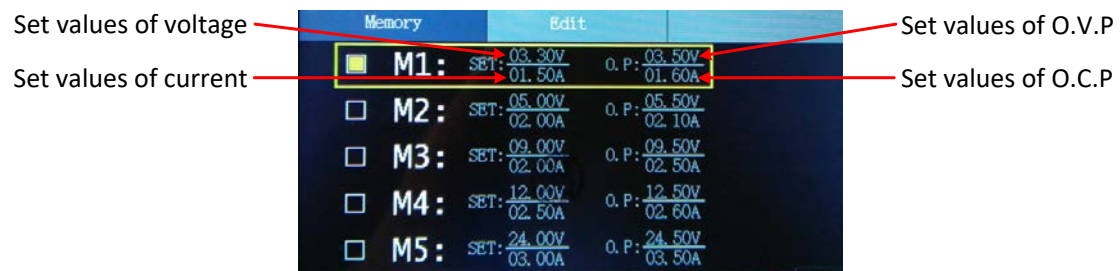 Memory Edit
Set values of voltage
Set values of O.V.P
M1: SET: 03.30V O.P: 03.50V
01.50A 01.60A
Set values of current
Set values of O.C.P
M2: SET: 05.00V O.P: 05.50V
02.00A 02.10A
M3: SET: 09.00V O.P: 09.50V
02.00A 02.50A
M4: SET: 12.00V O.P: 12.50V
02.50A 02.60A
M5: SET: 24.00V O.P: 24.50V
03.00A 03.50A